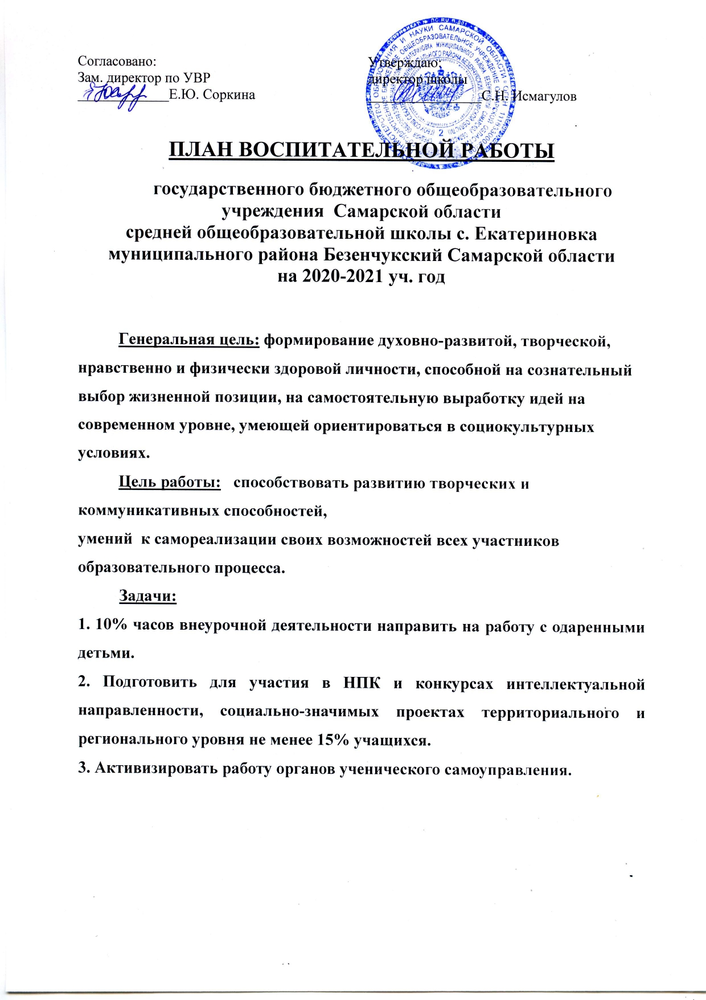 Согласовано:
Зам. директор по УВР
_____________Е.Ю. Соркина
Утверждаю:
директор школы
________________С.Н. Исмагулов
ПЛАН ВОСПИТАТЕЛЬНОЙ РАБОТЫ
государственного бюджетного общеобразовательного
учреждения Самарской области
средней общеобразовательной школы с. Екатериновка
муниципального района Безенчукский Самарской области
на 2020-2021 уч. год
Генеральная цель: формирование духовно-развитой, творческой,
нравственно и физически здоровой личности, способной на сознательный
выбор жизненной позиции, на самостоятельную выработку идей на
современном уровне, умеющей ориентироваться в социокультурных
условиях.
Цель работы: способствовать развитию творческих и
коммуникативных способностей,
умений к самореализации своих возможностей всех участников
образовательного процесса.
Задачи:
1. 10% часов внеурочной деятельности направить на работу с одаренными
детьми.
2. Подготовить для участия в НПК и конкурсах интеллектуальной
направленности, социально-значимых проектах территориального и
регионального уровня не менее 15% учащихся.
3. Активизировать работу органов ученического самоуправления.